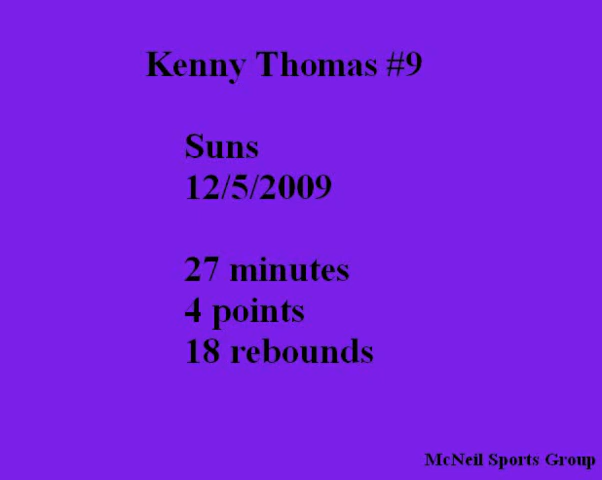 Kenny Thomas #9
Suns
12/5/2009
27 minutes
4 points
18 rebounds
McNeil Sports Group